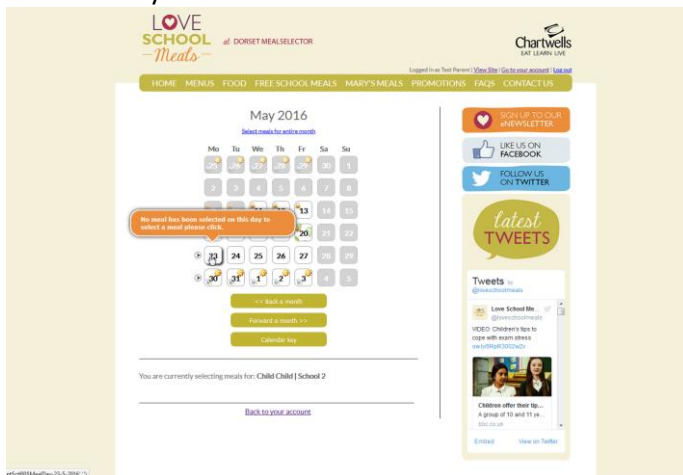 LOVE
SCHOOL
Meals
at DORSET MEALSELECTOR
Chartwells
EAT LEARN LIVE
Logged in as Test Parent | View Site | Go to your account | Log out
HOME MENUS FOOD FREE SCHOOL MEALS MARY'S MEALS PROMOTIONS FAQS CONTACT US
May 2016
Select meals for entire month
Mo Tu We Th Fr Sa Su
25 26 27 28 29 30 1
2 3 4 5 6 7 8
13 14 15
No meal has been selected on this day to
select a meal please click.
20 21 22
23 24 25 26 27 28 29
30 31 1 2 3 4 5
<< Back a month
Forward a month >>
Calendar key
You are currently selecting meals for: Child Child | School 2
Back to your account
SIGN UP TO OUR
eNEWSLETTER
LIKE US ON
FACEBOOK
FOLLOW US
ON TWITTER
latest
TWEETS
Tweets by
@loveschoolmeals
Love School Me...
@loveschoolmeals
VIDEO: Children's tips to
cope with exam stress
Children offer their tip...
A group of 10 and 11 ye...
bbc.co.uk
Embed View on Twitter